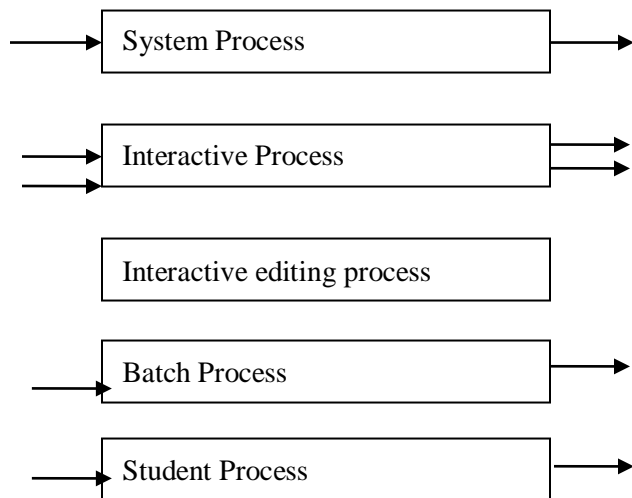 System Process
Interactive Process
Interactive editing process
Batch Process
Student Process